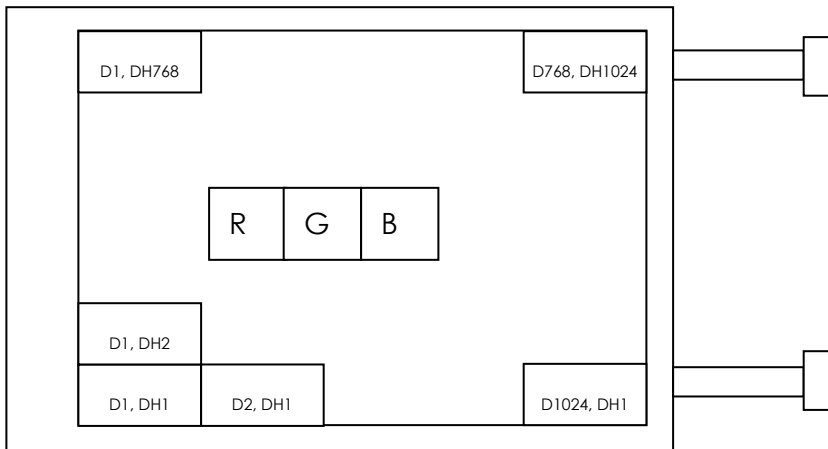 D1, DH768
D768, DH1024
R G B
D1, DH2
D1, DH1
D2, DH1
D1024, DH1